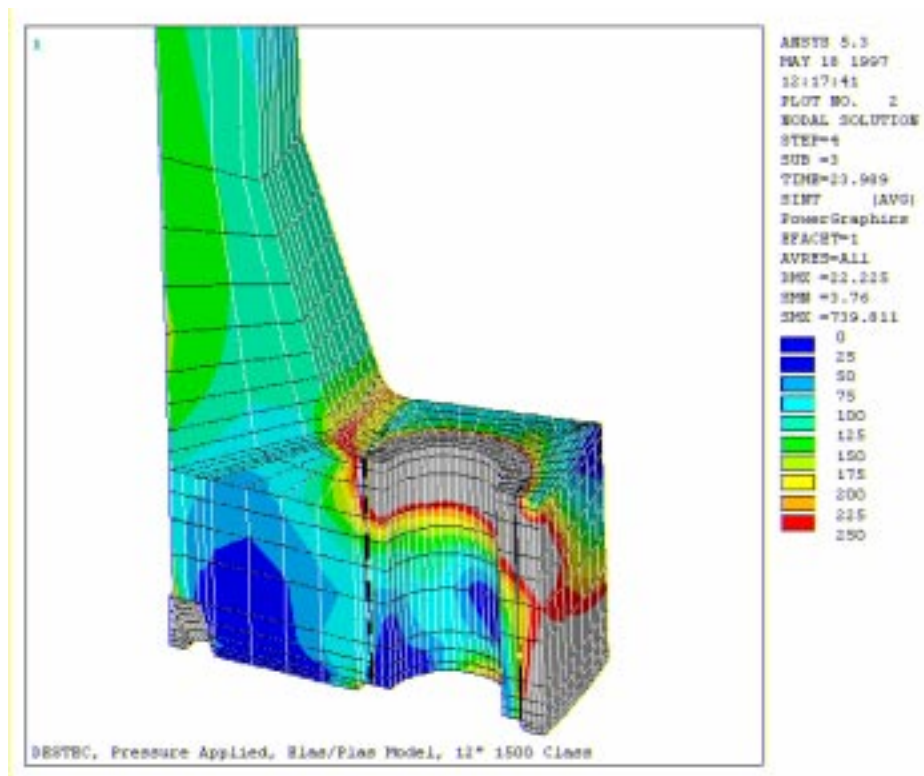 1
ANSYS 5.3
MAY 18 1997
12:17:41
PLOT NO. 2
NODAL SOLUTION
STEP=4
SUB =3
TIME=23.989
SINT (AVG)
PowerGraphics
EFACET=1
AVRES=All
DMX =22.225
SMN =3.76
SMX =739.811
0
25
50
75
100
125
150
175
200
225
250
DESTEC, Pressure Applied, Elas/Plas Model, 12" 1500 Class